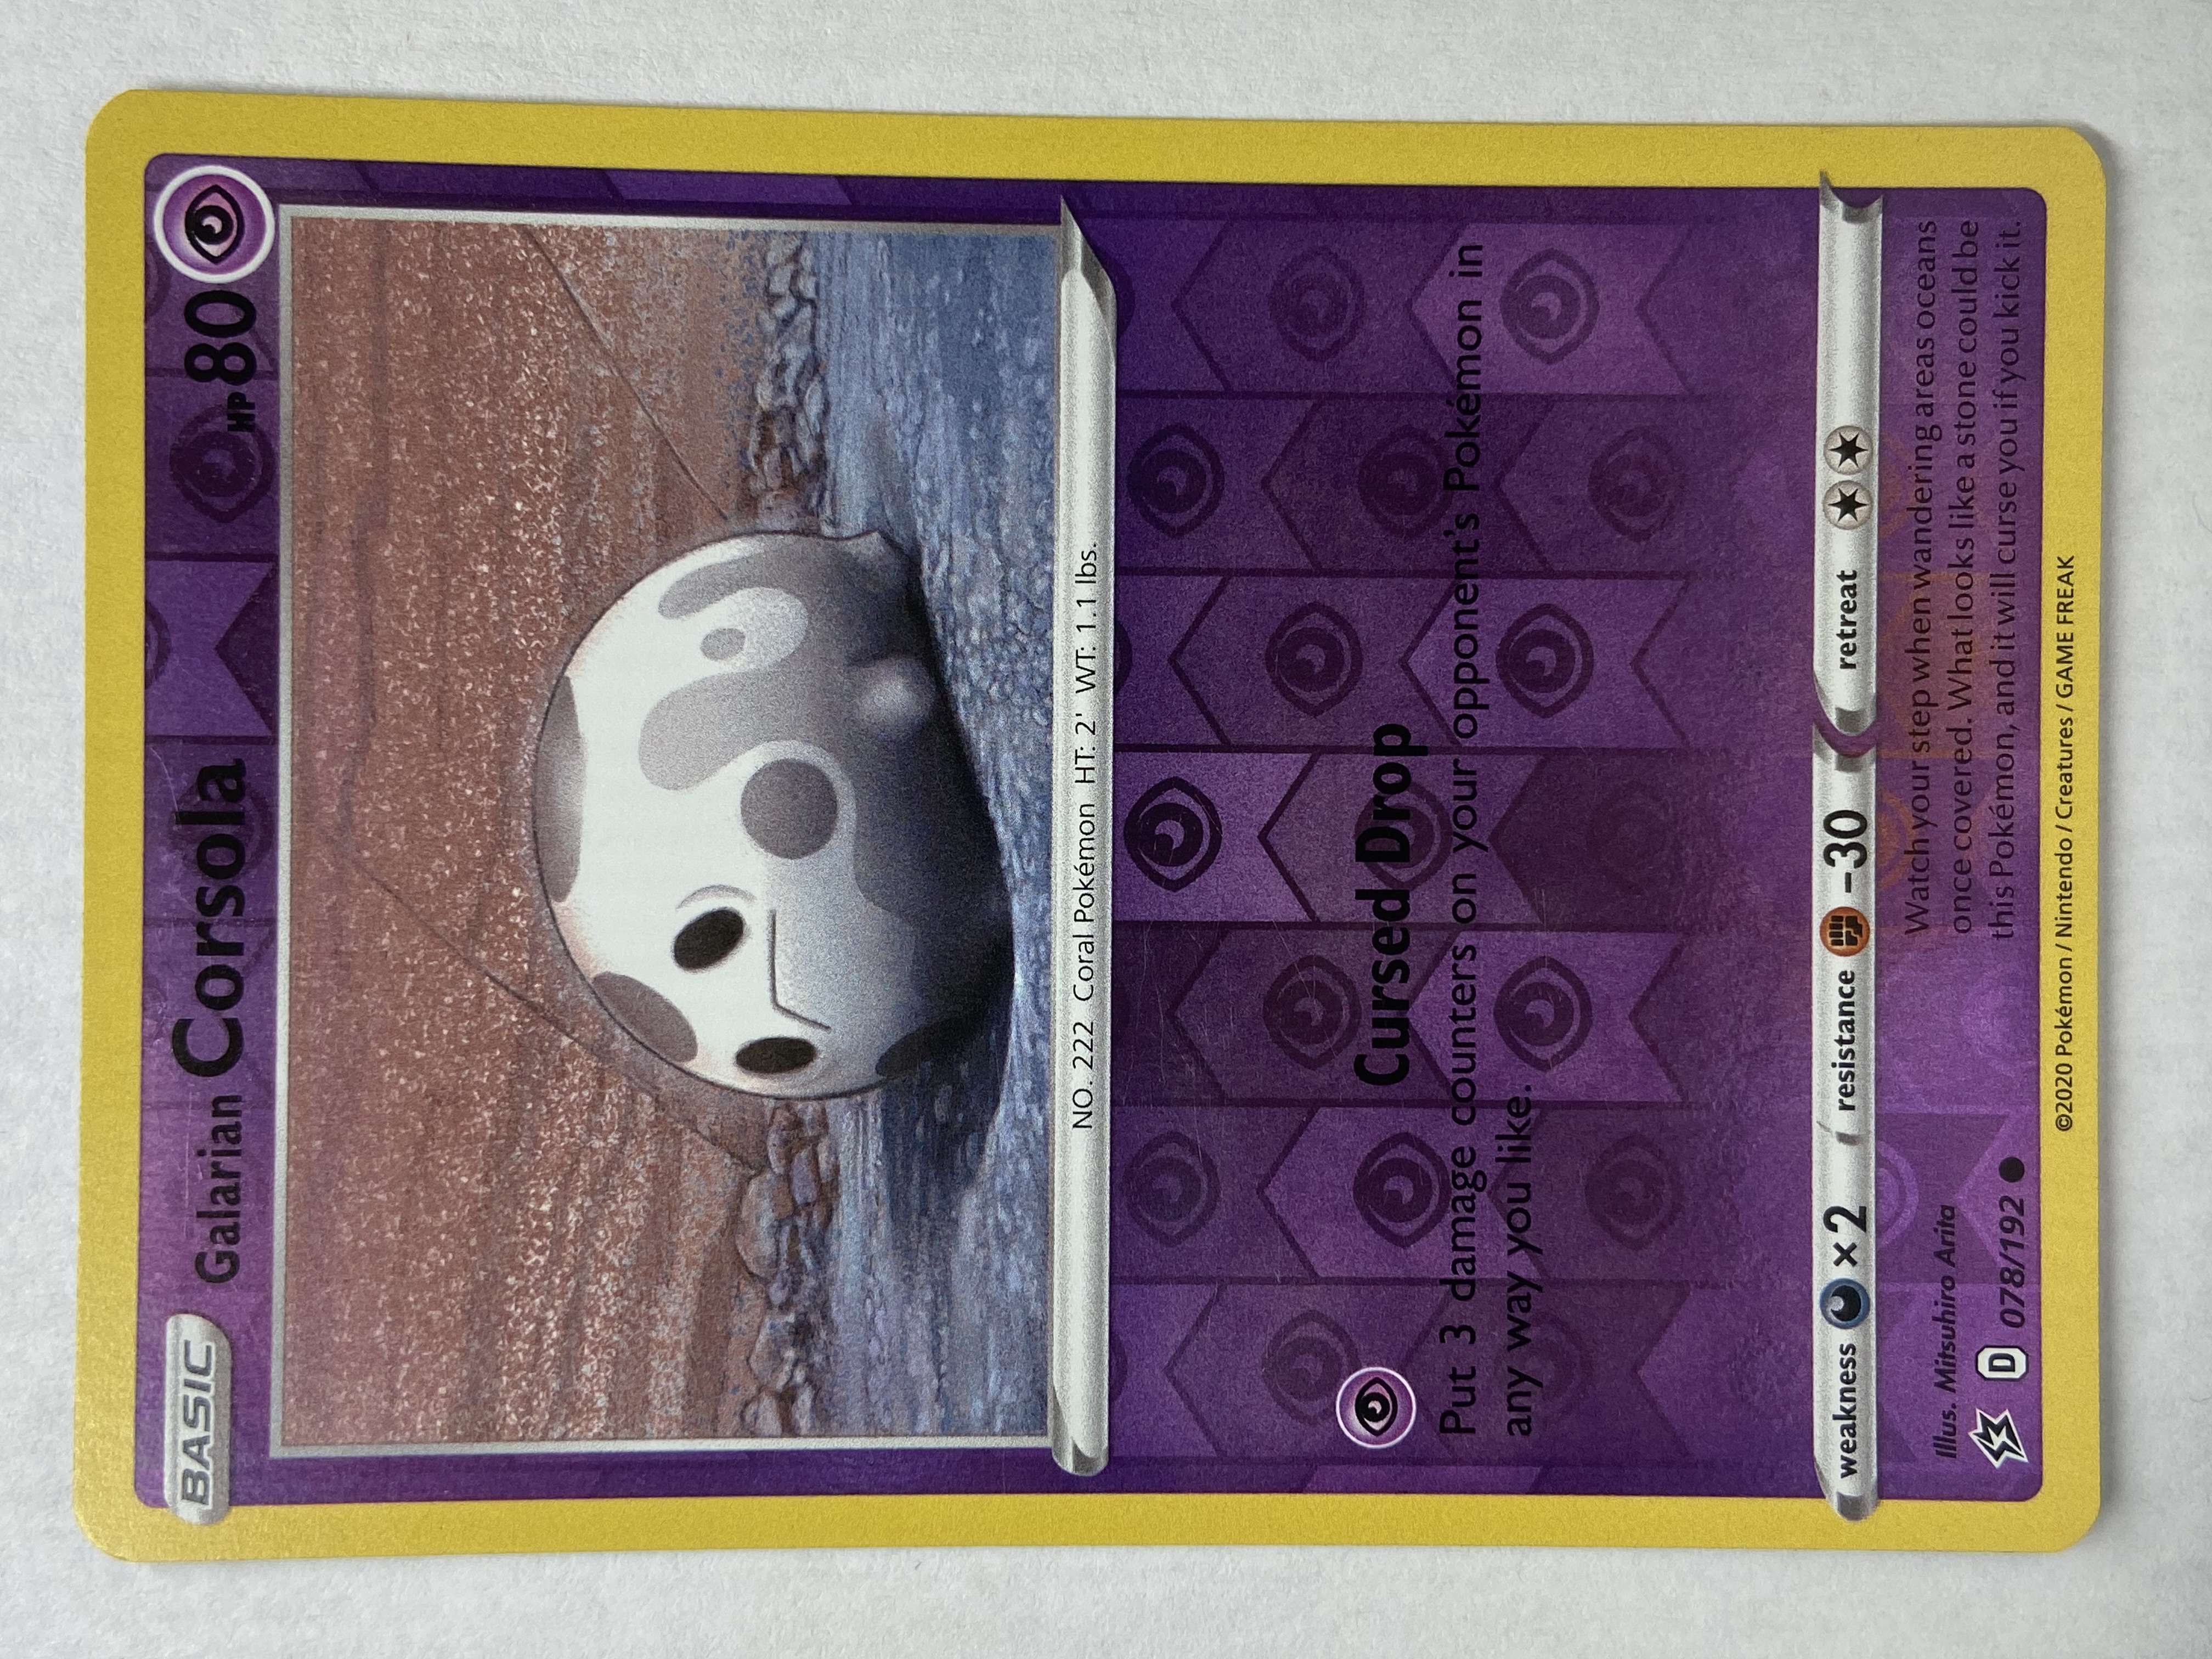 BASIC
Galarian Corsola
HP 80
NO. 222 Coral Pokémon HT: 2' WT: 1.1 lbs.
Cursed Drop
Put 3 damage counters on your opponent's Pokémon in
any way you like.
weakness ×2 resistance -30 retreat
Illus. Mitsuhiro Arita
D 078/192
Watch your step when wandering areas oceans
once covered. What looks like a stone could be
this Pokémon, and it will curse you if you kick it.
©2020 Pokémon / Nintendo / Creatures / GAME FREAK